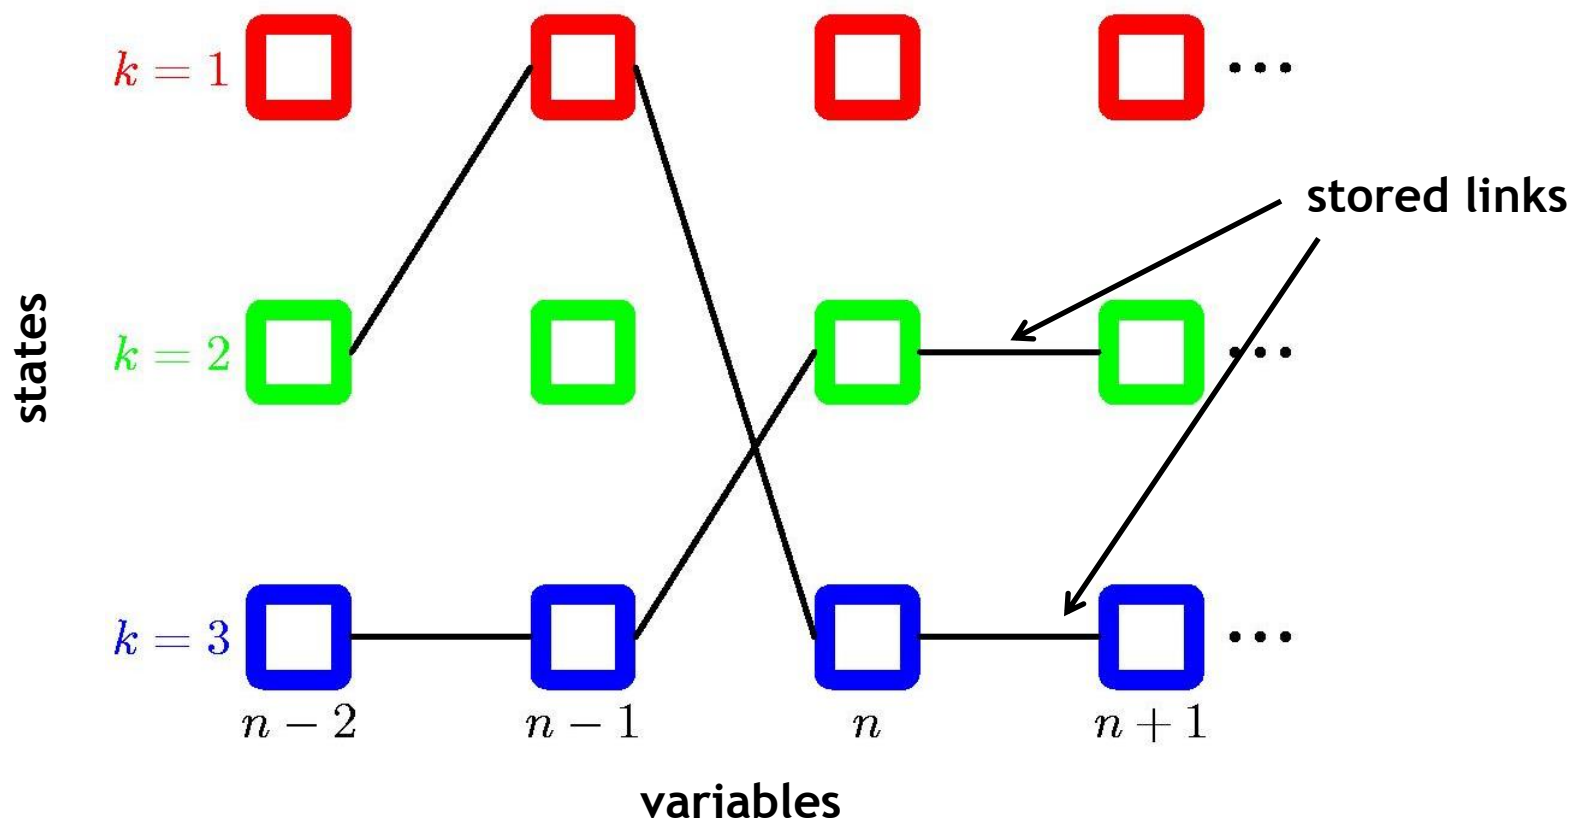 k = 1
...
stored links
states
k = 2
...
k = 3
...
n − 2
n − 1
n
n + 1
variables